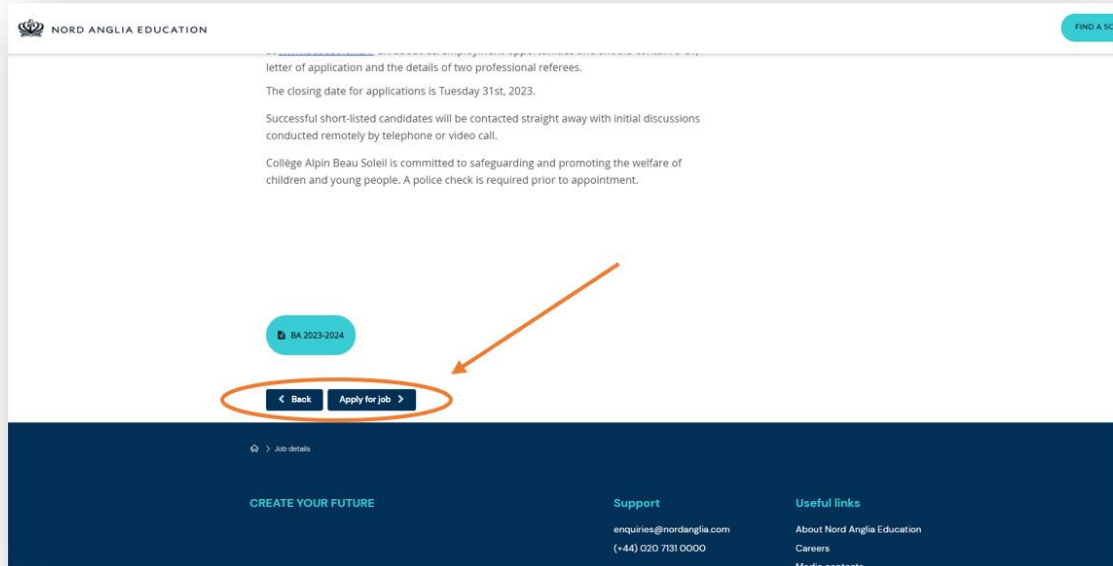 NORD ANGLIA EDUCATION
FIND A SC
letter of application and the details of two professional referees.
The closing date for applications is Tuesday 31st, 2023.
Successful short-listed candidates will be contacted straight away with initial discussions
conducted remotely by telephone or video call.
Collège Alpin Beau Soleil is committed to safeguarding and promoting the welfare of
children and young people. A police check is required prior to appointment.
BA 2023-2024
Back Apply for job
Job details
CREATE YOUR FUTURE
Support
Useful links
enquiries@nordanglia.com
About Nord Anglia Education
(+44) 020 7131 0000
Careers